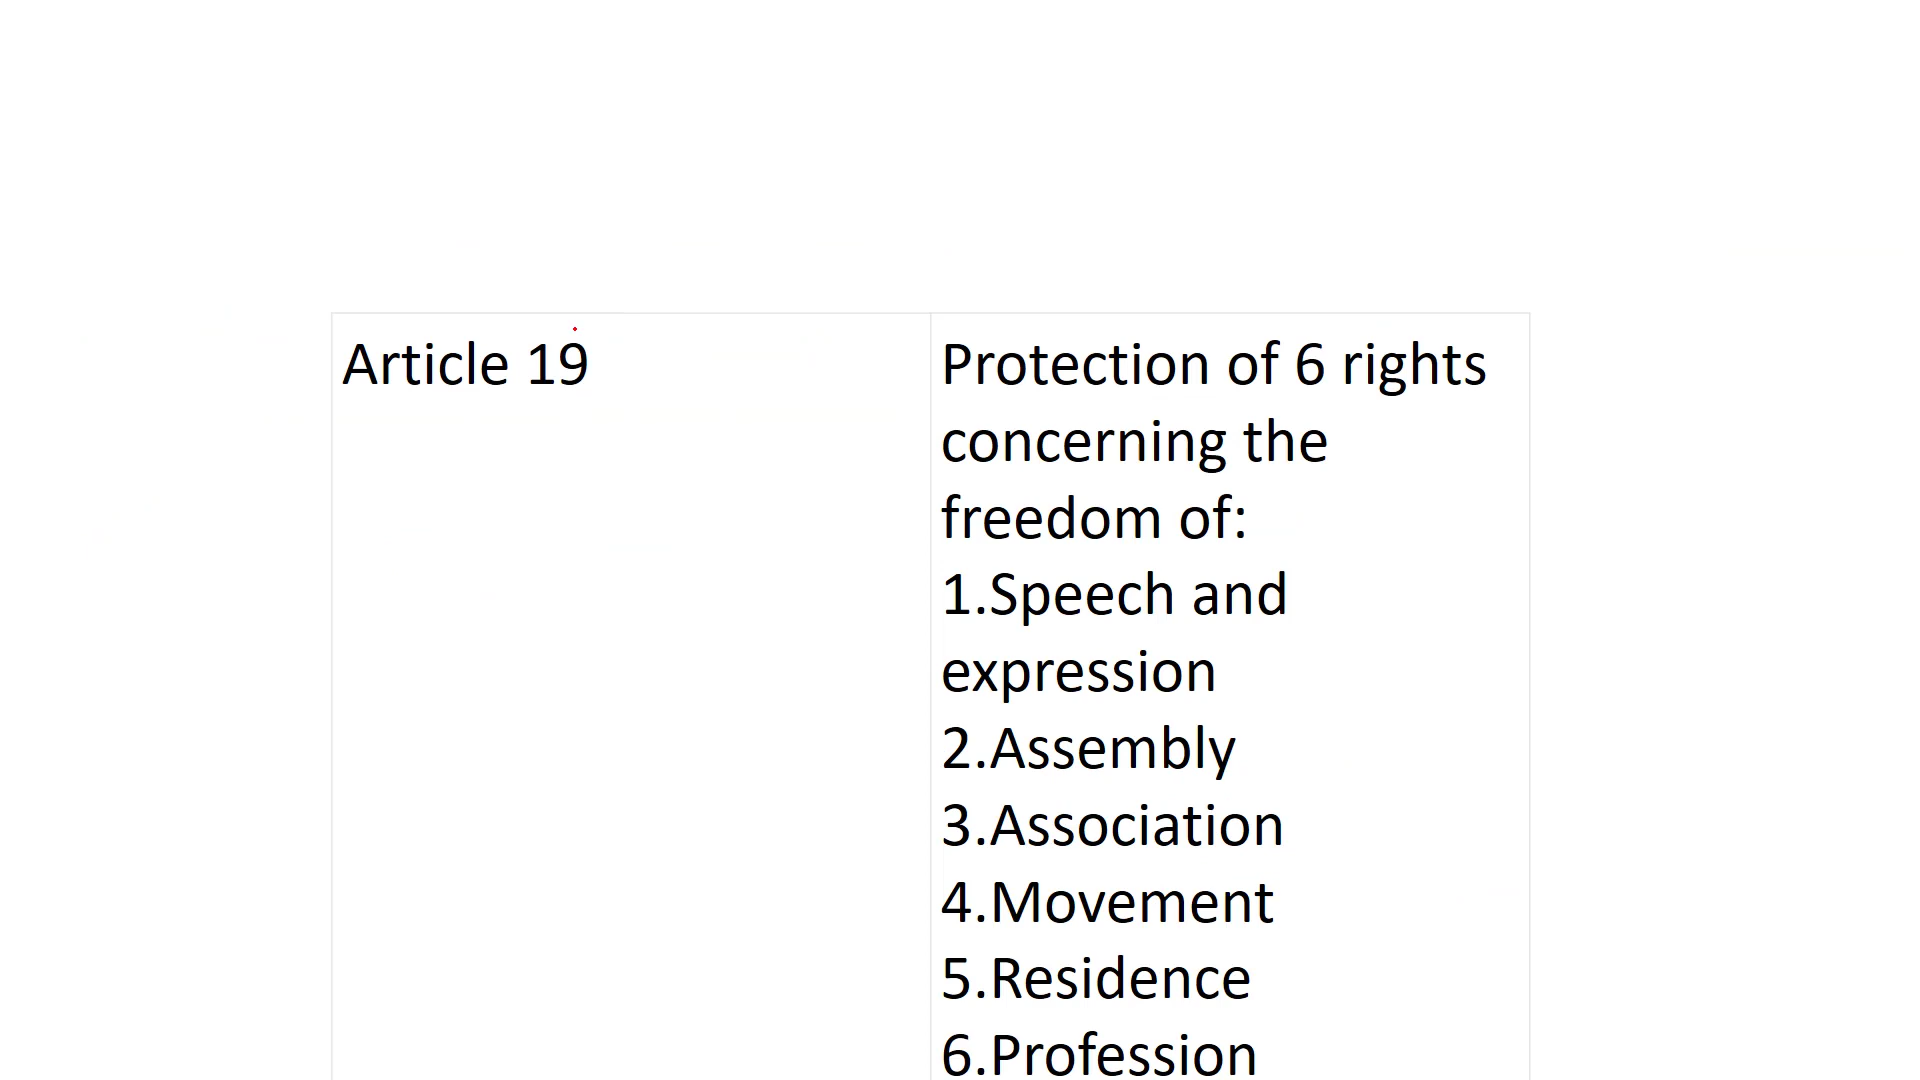 Article 19
Protection of 6 rights
concerning the
freedom of:
1.Speech and
expression
2.Assembly
3.Association
4.Movement
5.Residence
6.Profession